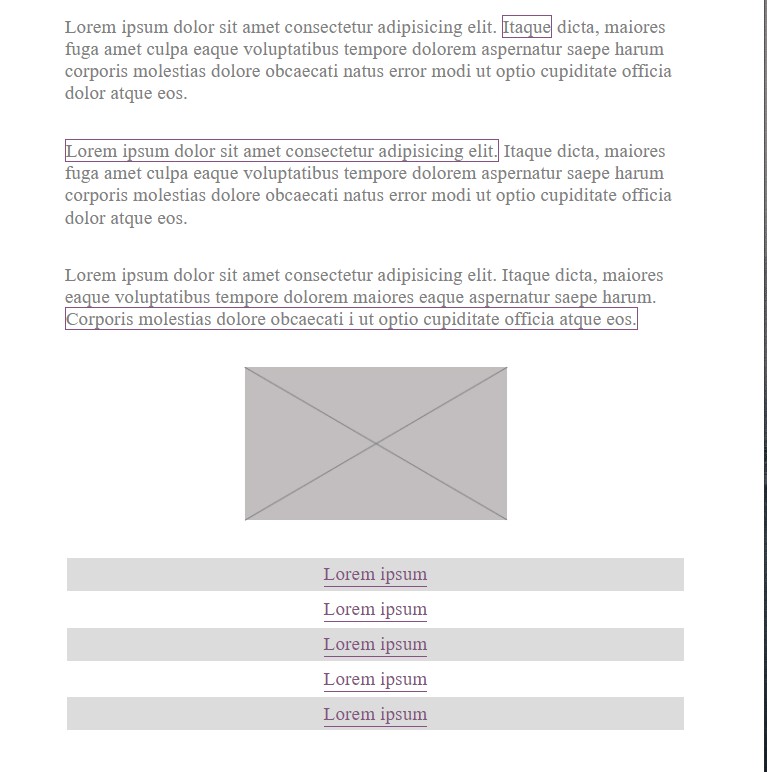 Lorem ipsum dolor sit amet consectetur adipisicing elit. Itaque dicta, maiores
fuga amet culpa eaque voluptatibus tempore dolorem aspernatur saepe harum
corporis molestias dolore obcaecati natus error modi ut optio cupiditate officia
dolor atque eos.
Lorem ipsum dolor sit amet consectetur adipisicing elit. Itaque dicta, maiores
fuga amet culpa eaque voluptatibus tempore dolorem aspernatur saepe harum
corporis molestias dolore obcaecati natus error modi ut optio cupiditate officia
dolor atque eos.
Lorem ipsum dolor sit amet consectetur adipisicing elit. Itaque dicta, maiores
eaque voluptatibus tempore dolorem maiores eaque aspernatur saepe harum.
Corporis molestias dolore obcaecati i ut optio cupiditate officia atque eos.
Lorem ipsum
Lorem ipsum
Lorem ipsum
Lorem ipsum
Lorem ipsum